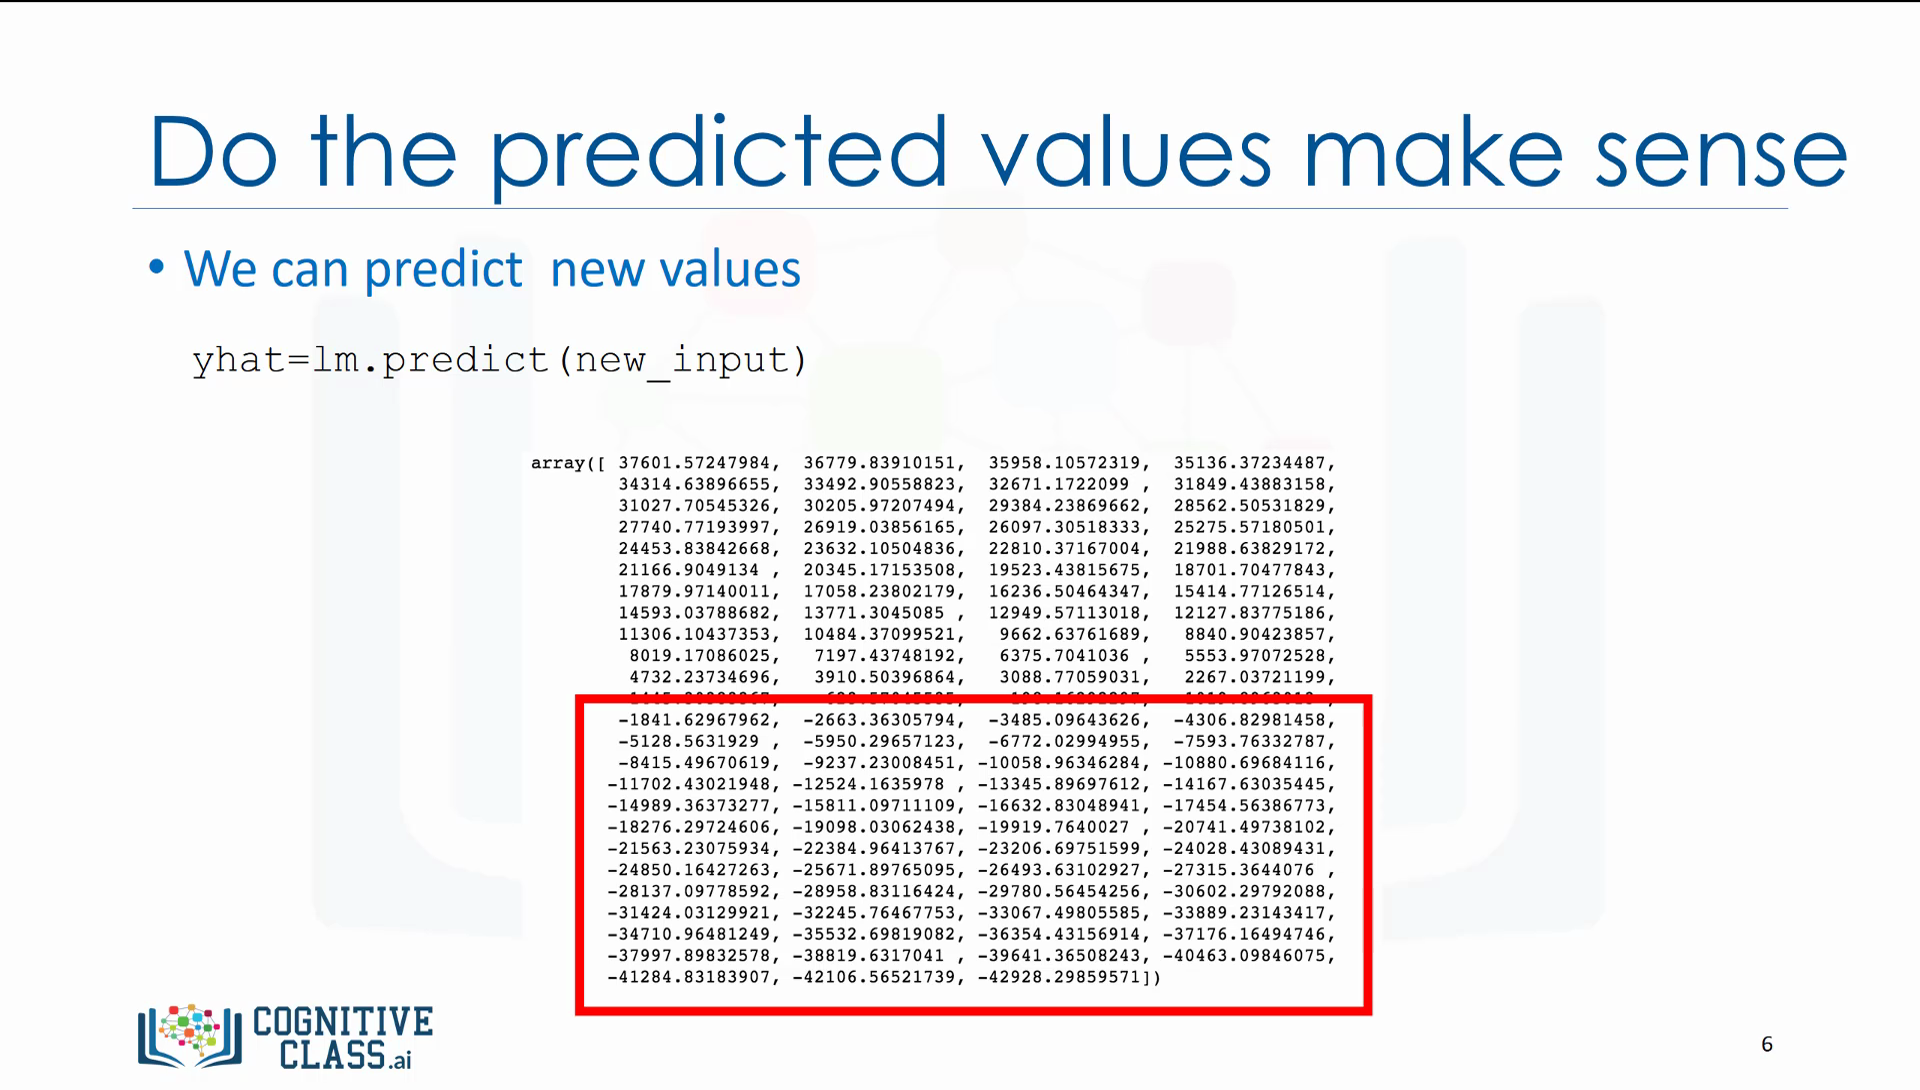 Do the predicted values make sense
• We can predict  new values
yhat=lm.predict(new_input)
array([ 37601.57247984,  36779.83910151,  35958.10572319,  35136.37234487,
34314.63896655,  33492.90558823,  32671.1722099 ,  31849.43883158,
31027.70545326,  30205.97207494,  29384.23869662,  28562.50531829,
27740.77193997,  26919.03856165,  26097.30518333,  25275.57180501,
24453.83842668,  23632.10504836,  22810.37167004,  21988.63829172,
21166.9049134 ,  20345.17153508,  19523.43815675,  18701.70477843,
17879.97140011,  17058.23802179,  16236.50464347,  15414.77126514,
14593.03788682,  13771.3045085 ,  12949.57113018,  12127.83775186,
11306.10437353,  10484.37099521,  9662.63761689,  8840.90423857,
8019.17086025,  7197.43748192,  6375.7041036 ,  5553.97072528,
4732.23734696,  3910.50396864,  3088.77059031,  2267.03721199,
-1841.62967962,  -2663.36305794,  -3485.09643626,  -4306.82981458,
-5128.5631929 ,  -5950.29657123,  -6772.02994955,  -7593.76332787,
-8415.49670619,  -9237.23008451, -10058.96346284, -10880.69684116,
-11702.43021948, -12524.1635978 , -13345.89697612, -14167.63035445,
-14989.36373277, -15811.09711109, -16632.83048941, -17454.56386773,
-18276.29724606, -19098.03062438, -19919.7640027 , -20741.49738102,
-21563.23075934, -22384.96413767, -23206.69751599, -24028.43089431,
-24850.16427263, -25671.89765095, -26493.63102927, -27315.3644076 ,
-28137.09778592, -28958.83116424, -29780.56454256, -30602.29792088,
-31424.03129921, -32245.76467753, -33067.49805585, -33889.23143417,
-34710.96481249, -35532.69819082, -36354.43156914, -37176.16494746,
-37997.89832578, -38819.6317041 , -39641.36508243, -40463.09846075,
-41284.83183907, -42106.56521739, -42928.29859571])
COGNITIVE
CLASS.ai
6